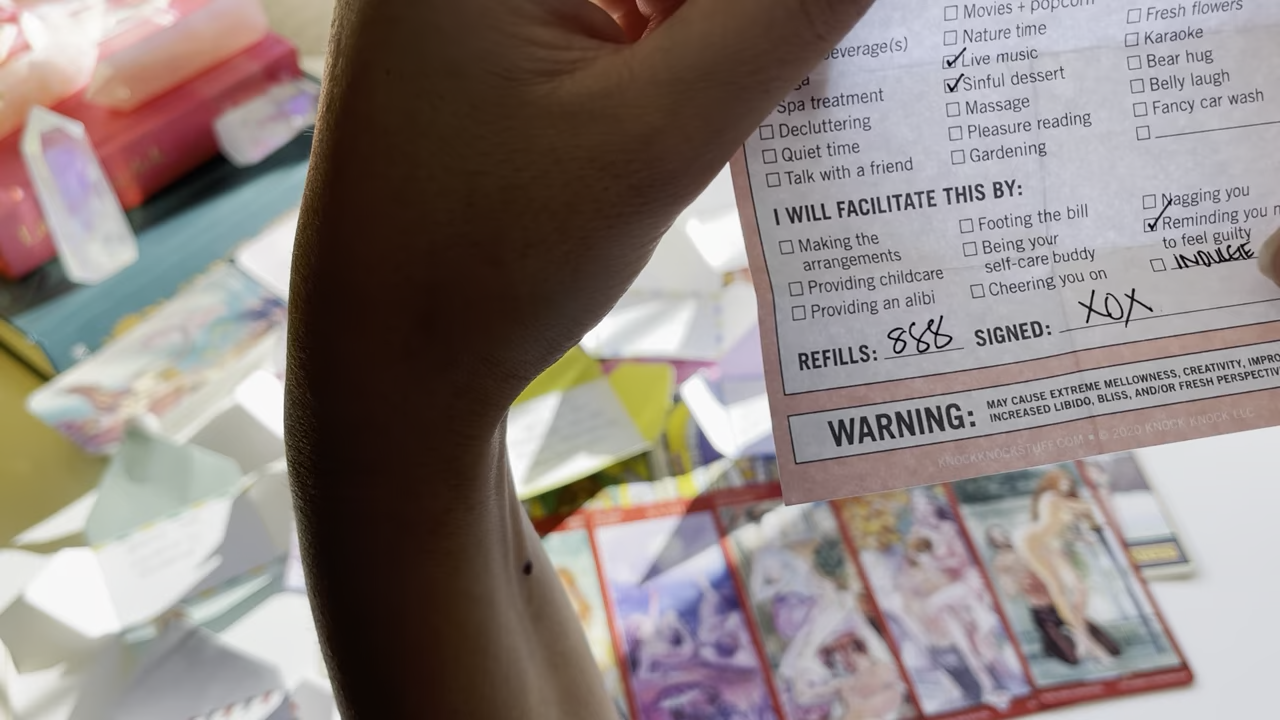 Movies + popcorn
Fresh flowers
Nature time
Karaoke
Live music
Bear hug
Sinful dessert
Belly laugh
Spa treatment
Massage
Fancy car wash
Decluttering
Pleasure reading
Quiet time
Gardening
Talk with a friend
I WILL FACILITATE THIS BY:
Making the
arrangements
Providing childcare
Providing an alibi
Footing the bill
Being your
self-care buddy
Cheering you on
Nagging you
Reminding you
to feel guilty
INDULGE
REFILLS: 888 SIGNED: XOX
WARNING: MAY CAUSE EXTREME MELLOWNESS, CREATIVITY,
INCREASED LIBIDO, BLISS, AND/OR FRESH
KNOCKKNOCKSTUFF.COM • © 2020 KNOCK KNOCK LLC